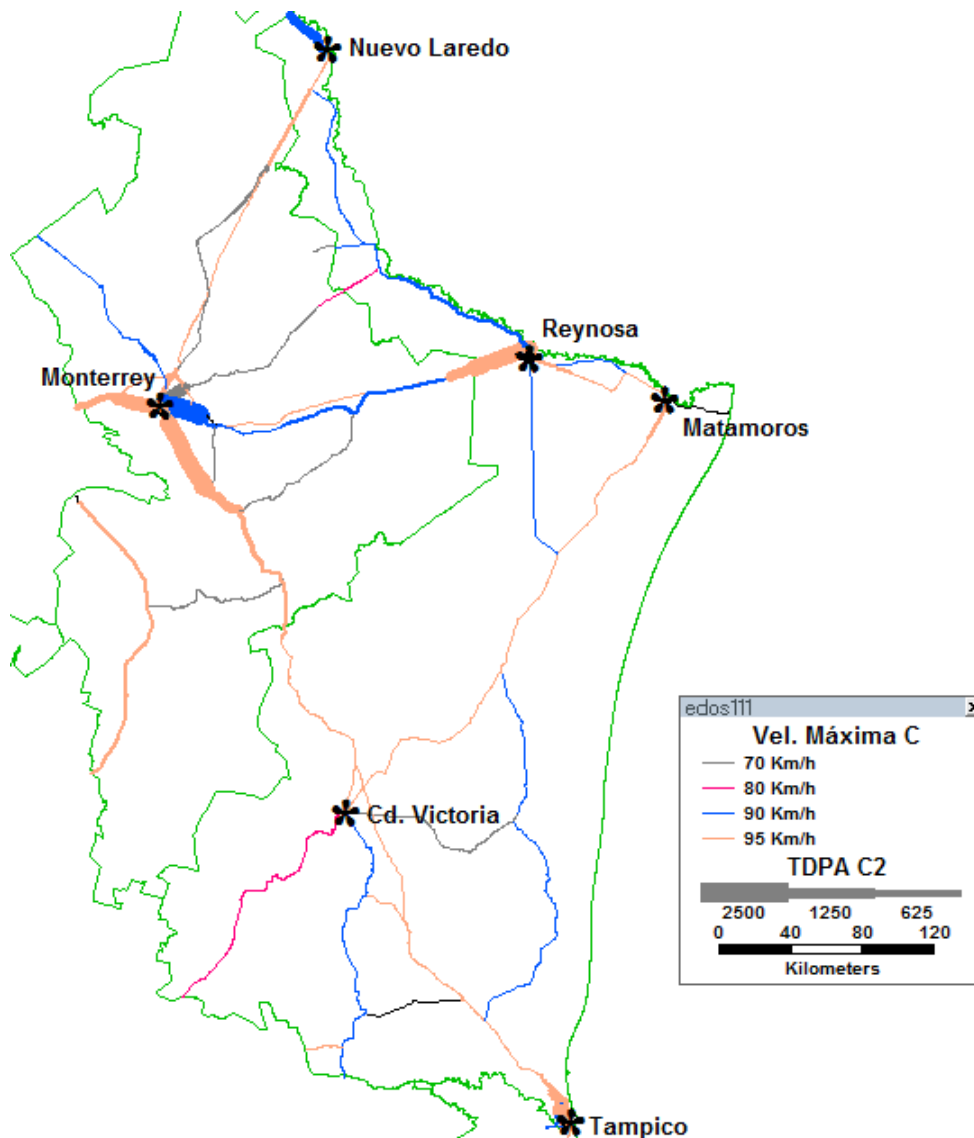 Nuevo Laredo
Reynosa
Monterrey
Matamoros
edos111
x
Vel. Máxima C
70 Km/h
80 Km/h
90 Km/h
95 Km/h
Cd. Victoria
TDPA C2
2500 1250 625
0 40 80 120
Kilometers
Tampico